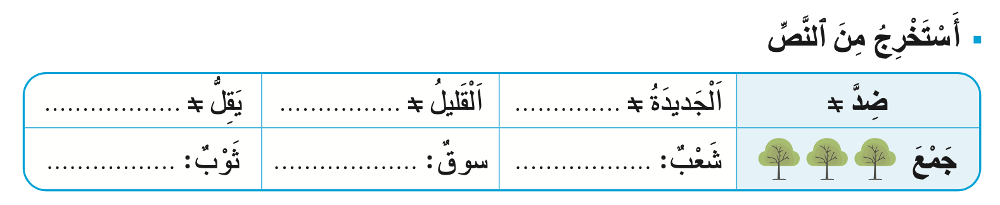 ▪ أَسْتَخْرِجُ مِنَ ٱلنَّصِّ
ضِدَّ ≠ اَلْجَديدَةُ ≠ .............. اَلْقَليلُ ≠ ................ يَقِلُّ ≠ ..................
جَمْعَ شَعْبٌ: .................. سوقٌ: ................... ثَوْبٌ: .................